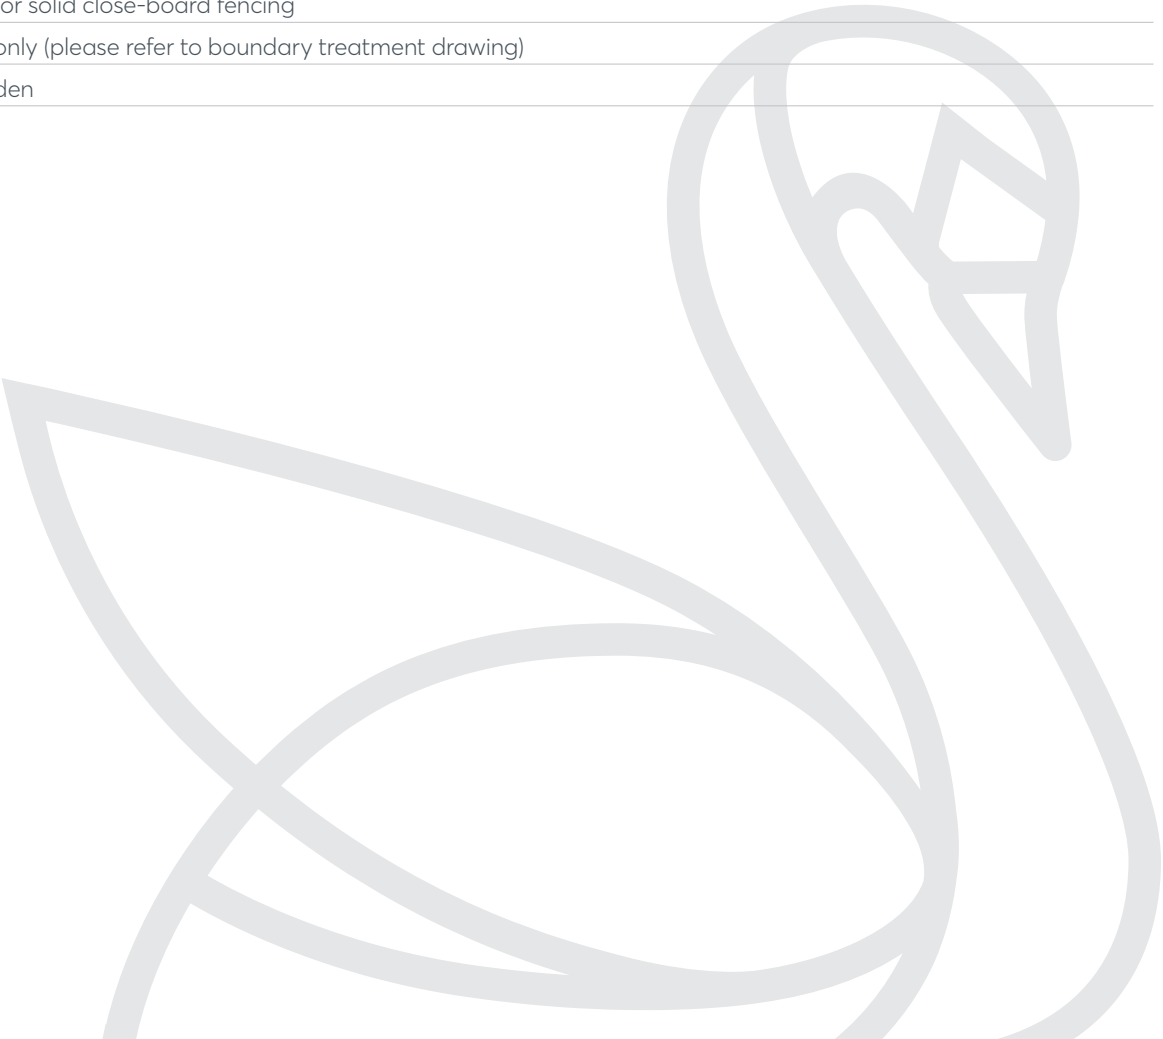 or solid close-board fencing
only (please refer to boundary treatment drawing)
den